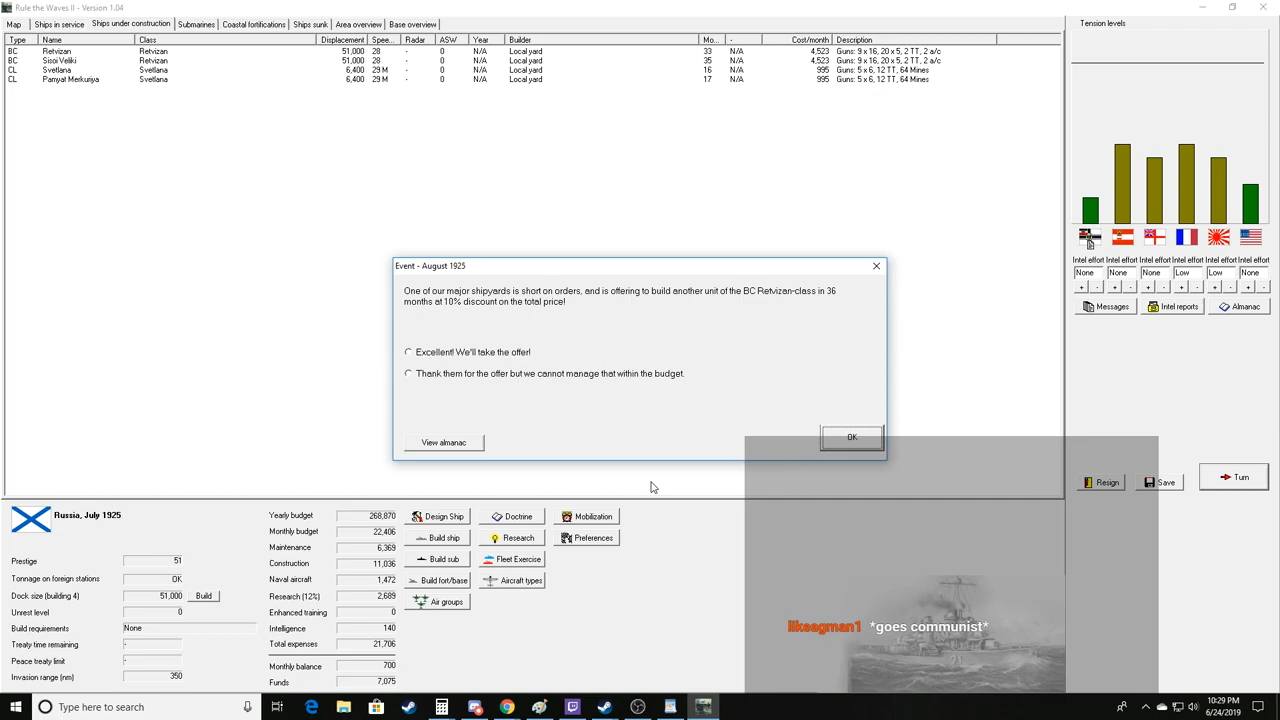 Rule the Waves II - Version 1.04
Map Ships in service Ships under construction Submarines Coastal fortifications Ships sunk Area overview Base overview
Type Name Class Displacement Spee... Radar ASW Year Builder Mo... - Cost/month Description
BC Retvizan Retvizan 51,000 28 - 0 N/A Local yard 33 N/A 4,523 Guns: 9 x 16, 20 x 5, 2 TT, 2 a/c
BC Sisoi Veliki Retvizan 51,000 28 - 0 N/A Local yard 35 N/A 4,523 Guns: 9 x 16, 20 x 5, 2 TT, 2 a/c
CL Svetlana Svetlana 6,400 29 M - 0 N/A Local yard 16 N/A 995 Guns: 5 x 6, 12 TT, 64 Mines
CL Pamyat Merkuriya Svetlana 6,400 29 M - 0 N/A Local yard 17 N/A 995 Guns: 5 x 6, 12 TT, 64 Mines
Tension levels
Intel effort Intel effort Intel effort Intel effort Intel effort Intel effort
None None None Low Low None
+ - + - + - + - + - + -
Messages Intel reports Almanac
Event - August 1925
One of our major shipyards is short on orders, and is offering to build another unit of the BC Retvizan-class in 36
months at 10% discount on the total price!
Excellent! We'll take the offer!
Thank them for the offer but we cannot manage that within the budget.
View almanac OK
Resign Save Turn
Russia, July 1925
Prestige 51
Tonnage on foreign stations OK
Dock size (building 4) 51,000 Build
Unrest level 0
Build requirements None
Treaty time remaining -
Peace treaty limit -
Invasion range (nm) 350
Yearly budget 268,870
Monthly budget 22,406
Maintenance 6,369
Construction 11,036
Naval aircraft 1,472
Research (12%) 2,689
Enhanced training 0
Intelligence 140
Total expenses 21,706
Monthly balance 700
Funds 7,075
Design Ship Doctrine Mobilization
Build ship Research Preferences
Build sub Fleet Exercise
Build fort/base Aircraft types
Air groups
liksegman1 *goes communist*
Type here to search
10:29 PM
6/24/2019